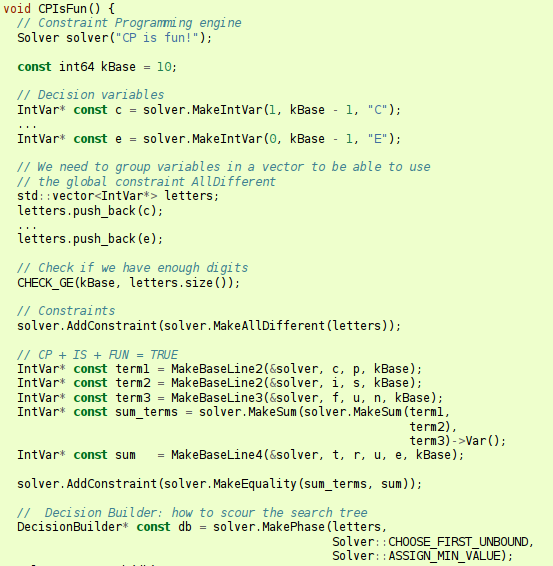 void CPIsFun() {
  // Constraint Programming engine
  Solver solver("CP is fun!");

  const int64 kBase = 10;

  // Decision variables
  IntVar* const c = solver.MakeIntVar(1, kBase - 1, "C");
  ...
  IntVar* const e = solver.MakeIntVar(0, kBase - 1, "E");

  // We need to group variables in a vector to be able to use
  // the global constraint AllDifferent
  std::vector<IntVar*> letters;
  letters.push_back(c);
  ...
  letters.push_back(e);

  // Check if we have enough digits
  CHECK_GE(kBase, letters.size());

  // Constraints
  solver.AddConstraint(solver.MakeAllDifferent(letters));

  // CP + IS + FUN = TRUE
  IntVar* const term1 = MakeBaseLine2(&solver, c, p, kBase);
  IntVar* const term2 = MakeBaseLine2(&solver, i, s, kBase);
  IntVar* const term3 = MakeBaseLine3(&solver, f, u, n, kBase);
  IntVar* const sum_terms = solver.MakeSum(solver.MakeSum(term1,
                                                          term2),
                                                          term3)->Var();
  IntVar* const sum   = MakeBaseLine4(&solver, t, r, u, e, kBase);

  solver.AddConstraint(solver.MakeEquality(sum_terms, sum));

  //  Decision Builder: how to scour the search tree
  DecisionBuilder* const db = solver.MakePhase(letters,
                                               Solver::CHOOSE_FIRST_UNBOUND,
                                               Solver::ASSIGN_MIN_VALUE);